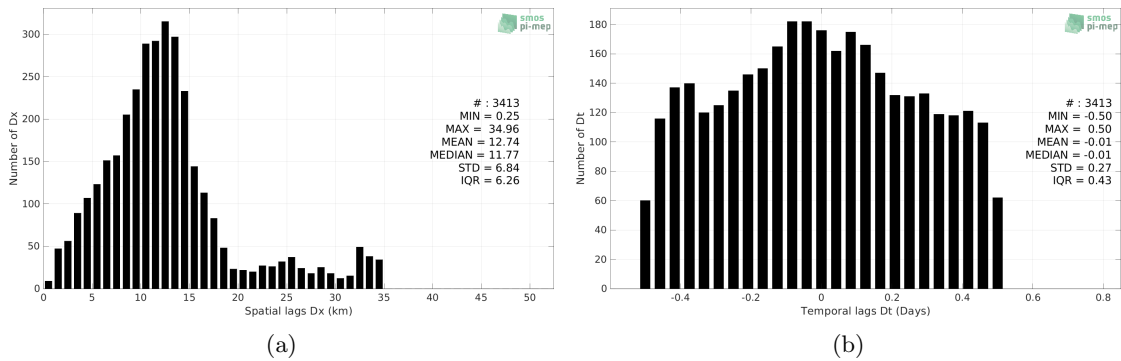 smos
pi-mep
300
250
200
150
100
50
0
Number of Dx
# : 3413
MIN = 0.25
MAX = 34.96
MEAN = 12.74
MEDIAN = 11.77
STD = 6.84
IQR = 6.26
0 5 10 15 20 25 30 35 40 45 50
Spatial lags Dx (km)
(a)
smos
pi-mep
180
160
140
120
100
80
60
40
20
0
Number of Dt
# : 3413
MIN = -0.50
MAX = 0.50
MEAN = -0.01
MEDIAN = -0.01
STD = 0.27
IQR = 0.43
-0.4 -0.2 0 0.2 0.4 0.6 0.8
Temporal lags Dt (Days)
(b)